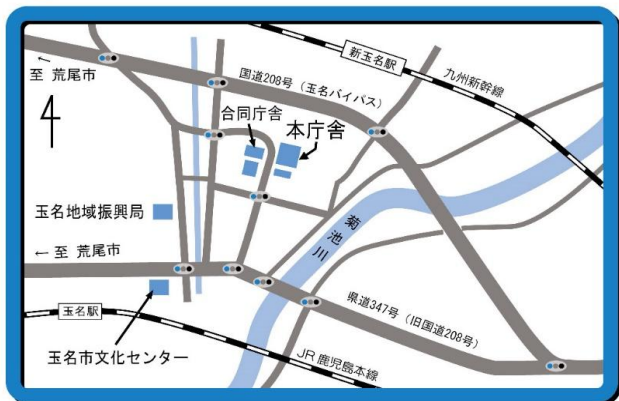 新玉名駅
九州新幹線
← 至 荒尾市
国道208号（玉名バイパス）
合同庁舎
本庁舎
玉名地域振興局
菊池川
← 至 荒尾市
県道347号（旧国道208号）
玉名駅
玉名市文化センター
JR鹿児島本線